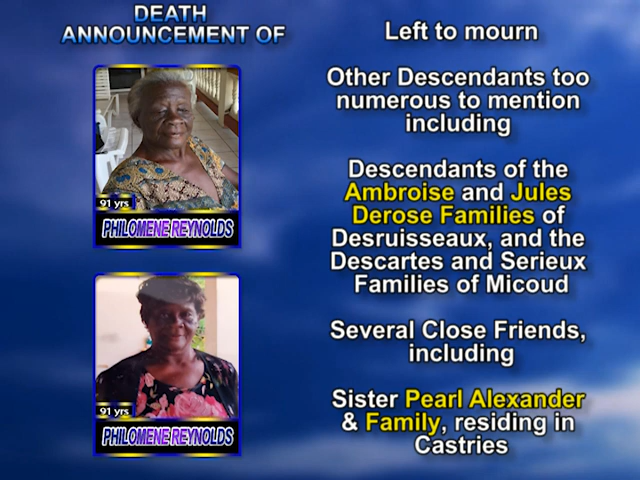 DEATH
ANNOUNCEMENT OF
91 yrs
PHILOMENE REYNOLDS
91 yrs
PHILOMENE REYNOLDS
Left to mourn
Other Descendants too
numerous to mention
including
Descendants of the
Ambroise and Jules
Derose Families of
Desruisseaux, and the
Descartes and Serieux
Families of Micoud
Several Close Friends,
including
Sister Pearl Alexander
& Family, residing in
Castries